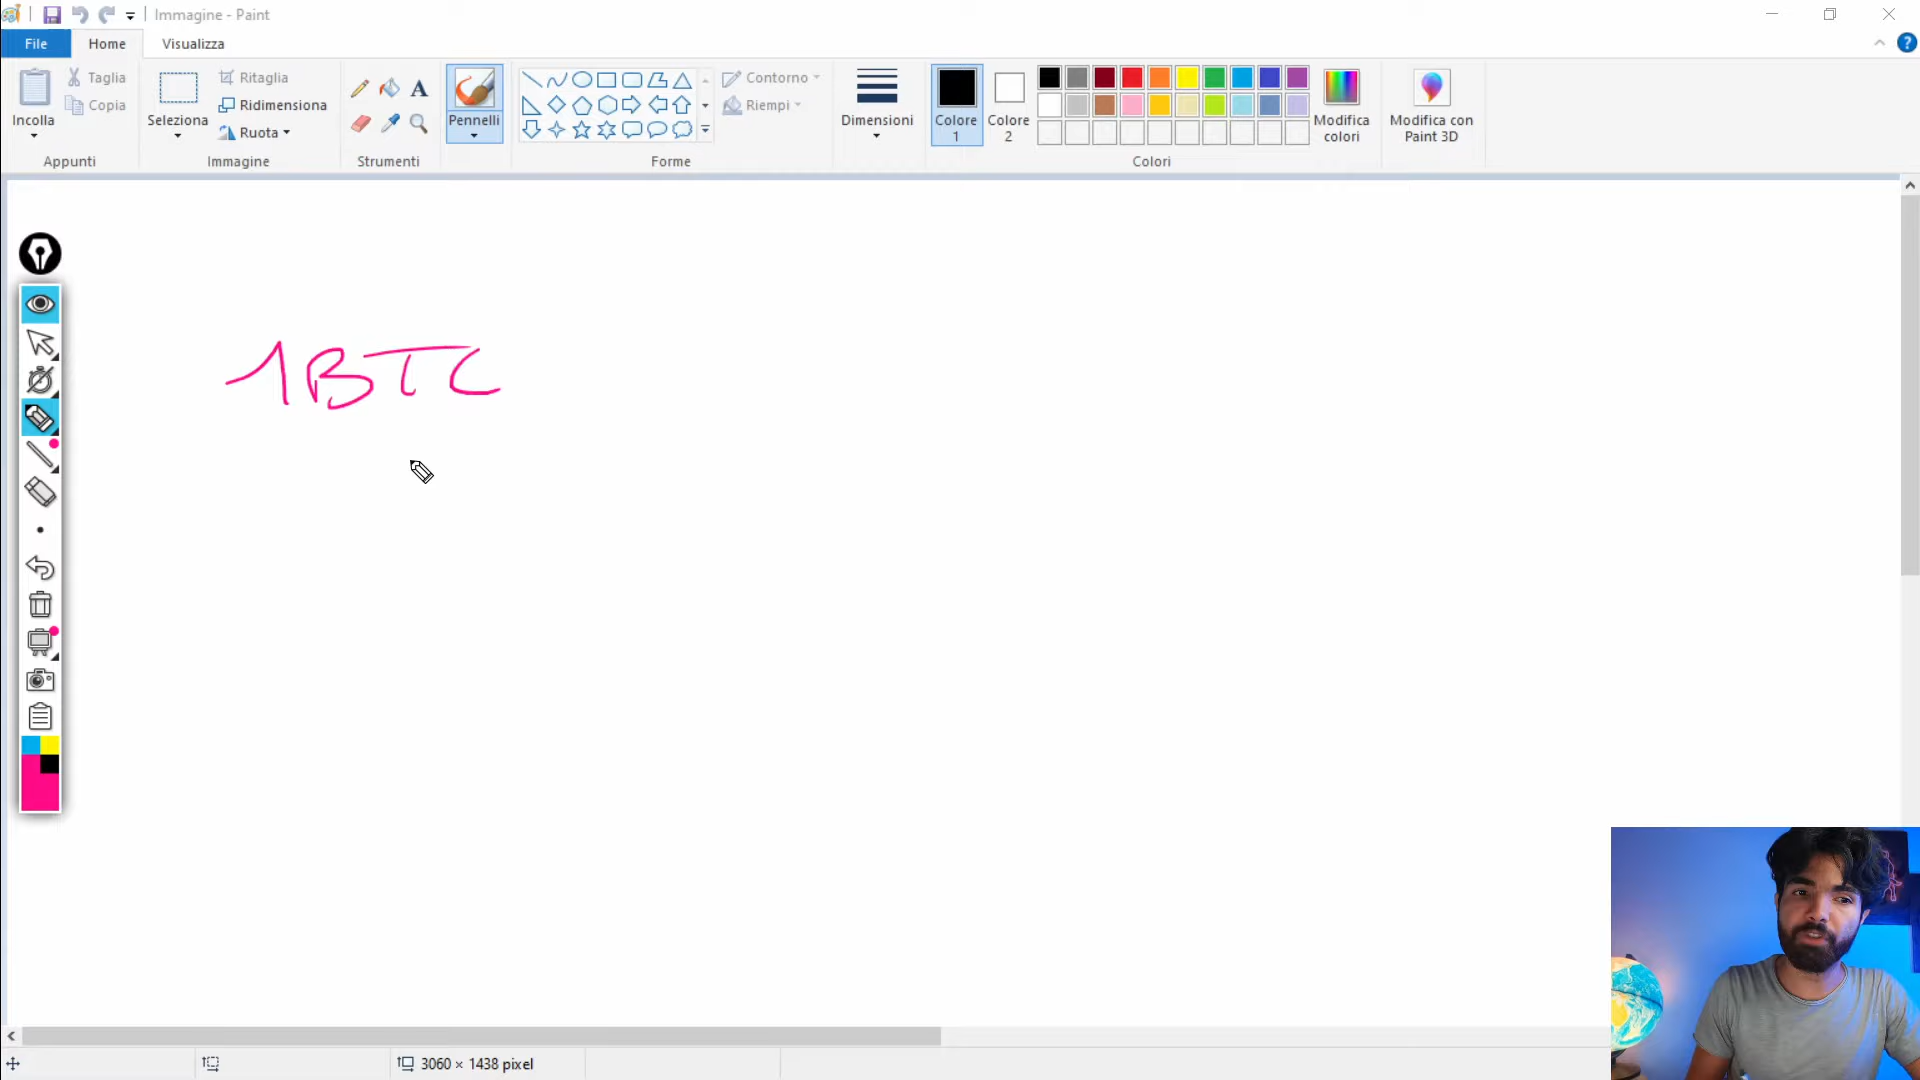 Immagine - Paint
File Home Visualizza
Incolla
Taglia
Copia
Appunti
Seleziona
Ritaglia
Ridimensiona
Ruota
Immagine
A
Strumenti
Pennelli
Contorno
Riempi
Forme
Dimensioni
Colore 1
Colore 2
Modifica colori
Modifica con Paint 3D
Colori
?
1BTC
3060 × 1438 pixel